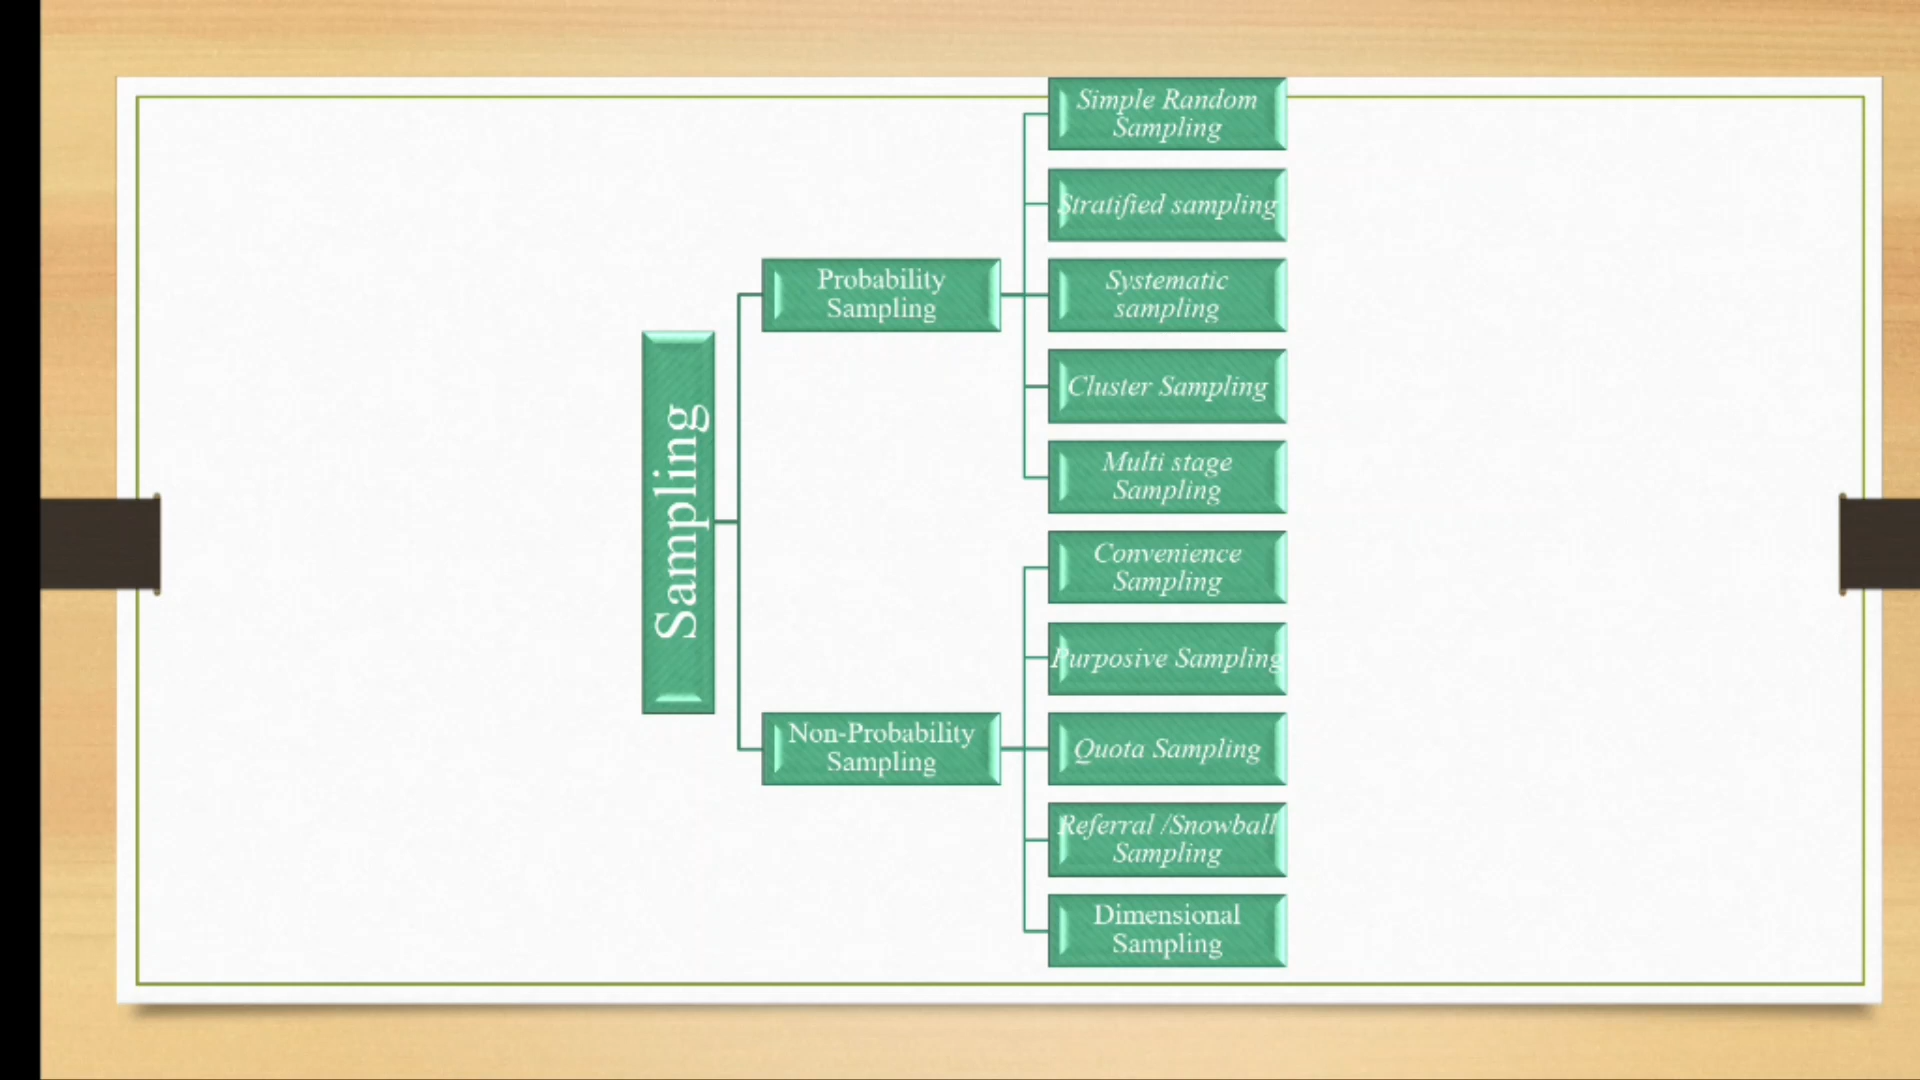 Sampling
Probability
Sampling
Simple Random
Sampling
Stratified sampling
Systematic
sampling
Cluster Sampling
Multi stage
Sampling
Non-Probability
Sampling
Convenience
Sampling
Purposive Sampling
Quota Sampling
Referral /Snowball
Sampling
Dimensional
Sampling